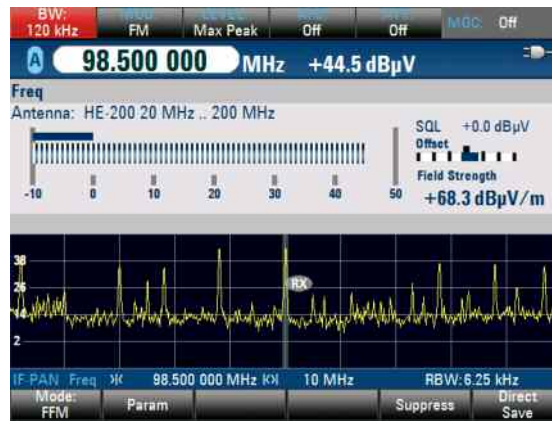 BW:
120 kHz FM Max Peak Off Off MGC: Off
A 98.500 000 MHz +44.5 dBµV
Freq
Antenna: HE-200 20 MHz .. 200 MHz
SQL +0.0 dBµV
Offset
Field Strength
+68.3 dBµV/m
-10 0 10 20 30 40 50
38
26
14
2
RX
IF-PAN Freq 98.500 000 MHz 10 MHz RBW: 6.25 kHz
Mode: FFM Param Suppress Direct Save